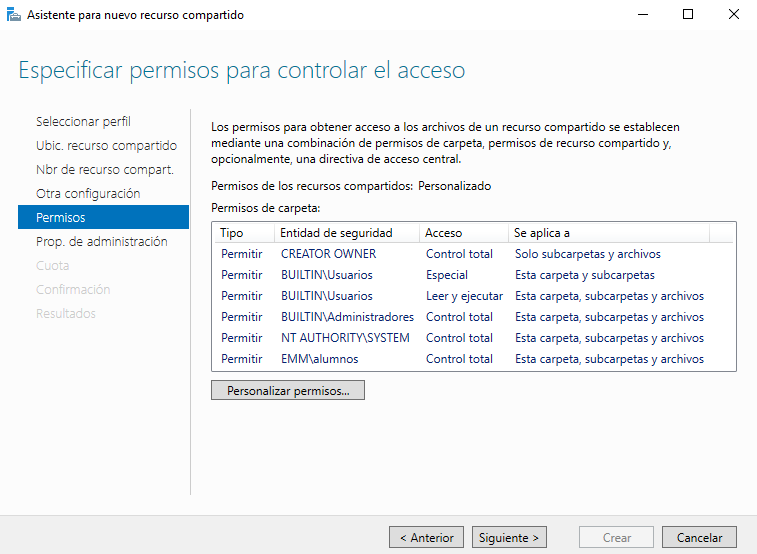 Asistente para nuevo recurso compartido
Especificar permisos para controlar el acceso
Seleccionar perfil
Ubic. recurso compartido
Nbr de recurso compart.
Otra configuración
Permisos
Prop. de administración
Cuota
Confirmación
Resultados
Los permisos para obtener acceso a los archivos de un recurso compartido se establecen
mediante una combinación de permisos de carpeta, permisos de recurso compartido y,
opcionalmente, una directiva de acceso central.
Permisos de los recursos compartidos: Personalizado
Permisos de carpeta:
Tipo Entidad de seguridad Acceso Se aplica a
Permitir CREATOR OWNER Control total Solo subcarpetas y archivos
Permitir BUILTIN\Usuarios Especial Esta carpeta y subcarpetas
Permitir BUILTIN\Usuarios Leer y ejecutar Esta carpeta, subcarpetas y archivos
Permitir BUILTIN\Administradores Control total Esta carpeta, subcarpetas y archivos
Permitir NT AUTHORITY\SYSTEM Control total Esta carpeta, subcarpetas y archivos
Permitir EMM\alumnos Control total Esta carpeta, subcarpetas y archivos
Personalizar permisos...
< Anterior Siguiente > Crear Cancelar